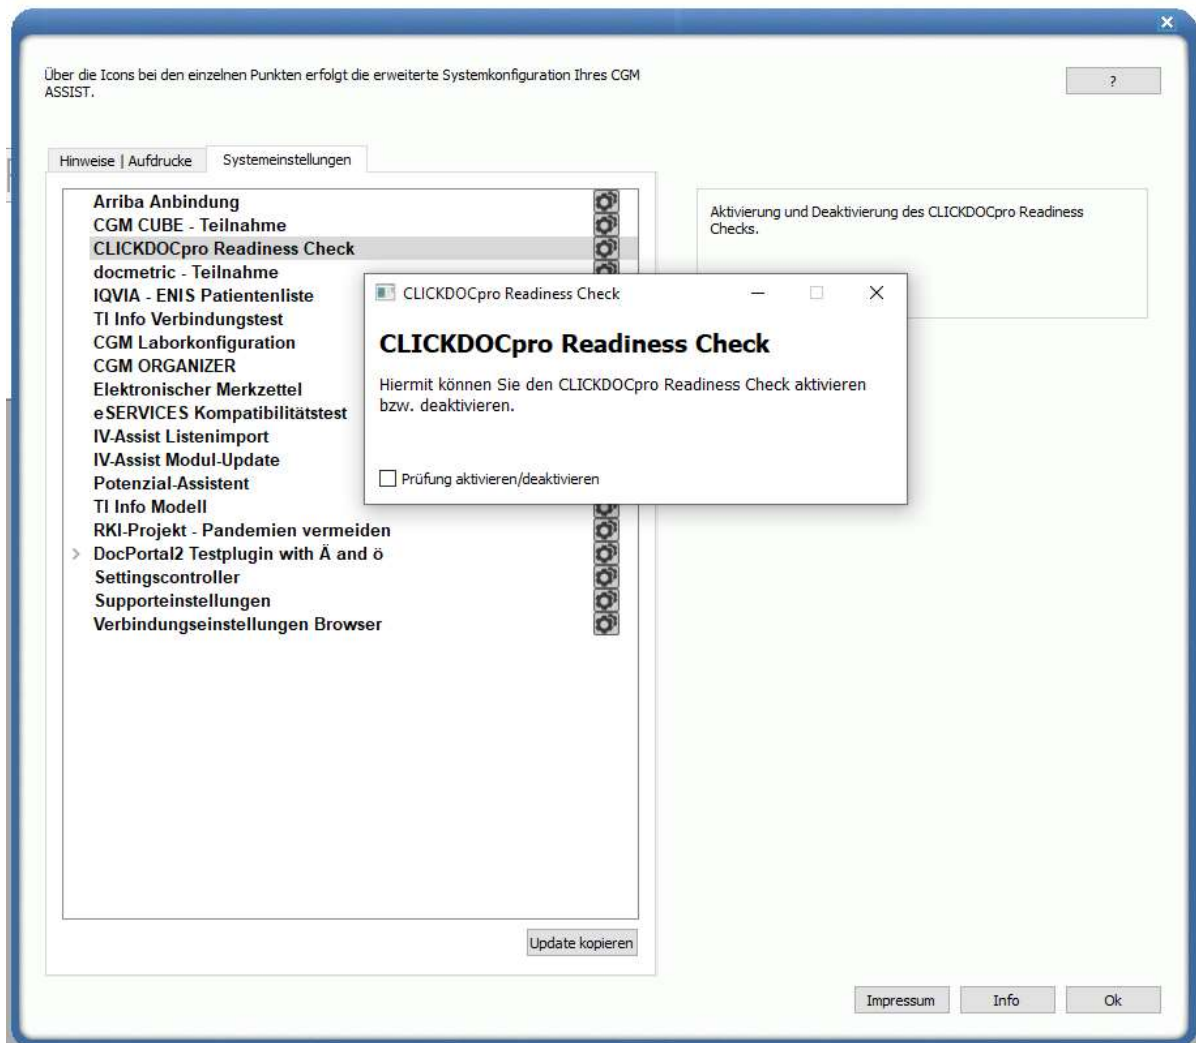 Über die Icons bei den einzelnen Punkten erfolgt die erweiterte Systemkonfiguration Ihres CGM
ASSIST.
?
Hinweise | Aufdrucke
Systemeinstellungen
Arriba Anbindung
CGM CUBE - Teilnahme
CLICKDOCpro Readiness Check
docmetric - Teilnahme
IQVIA - ENIS Patientenliste
TI Info Verbindungstest
CGM Laborkonfiguration
CGM ORGANIZER
Elektronischer Merkzettel
eSERVICES Kompatibilitätstest
IV-Assist Listenimport
IV-Assist Modul-Update
Potenzial-Assistent
TI Info Modell
RKI-Projekt - Pandemien vermeiden
DocPortal2 Testplugin with Ä and ö
Settingscontroller
Supporteinstellungen
Verbindungseinstellungen Browser
Aktivierung und Deaktivierung des CLICKDOCpro Readiness
Checks.
CLICKDOCpro Readiness Check
CLICKDOCpro Readiness Check
Hiermit können Sie den CLICKDOCpro Readiness Check aktivieren
bzw. deaktivieren.
Prüfung aktivieren/deaktivieren
Update kopieren
Impressum
Info
Ok